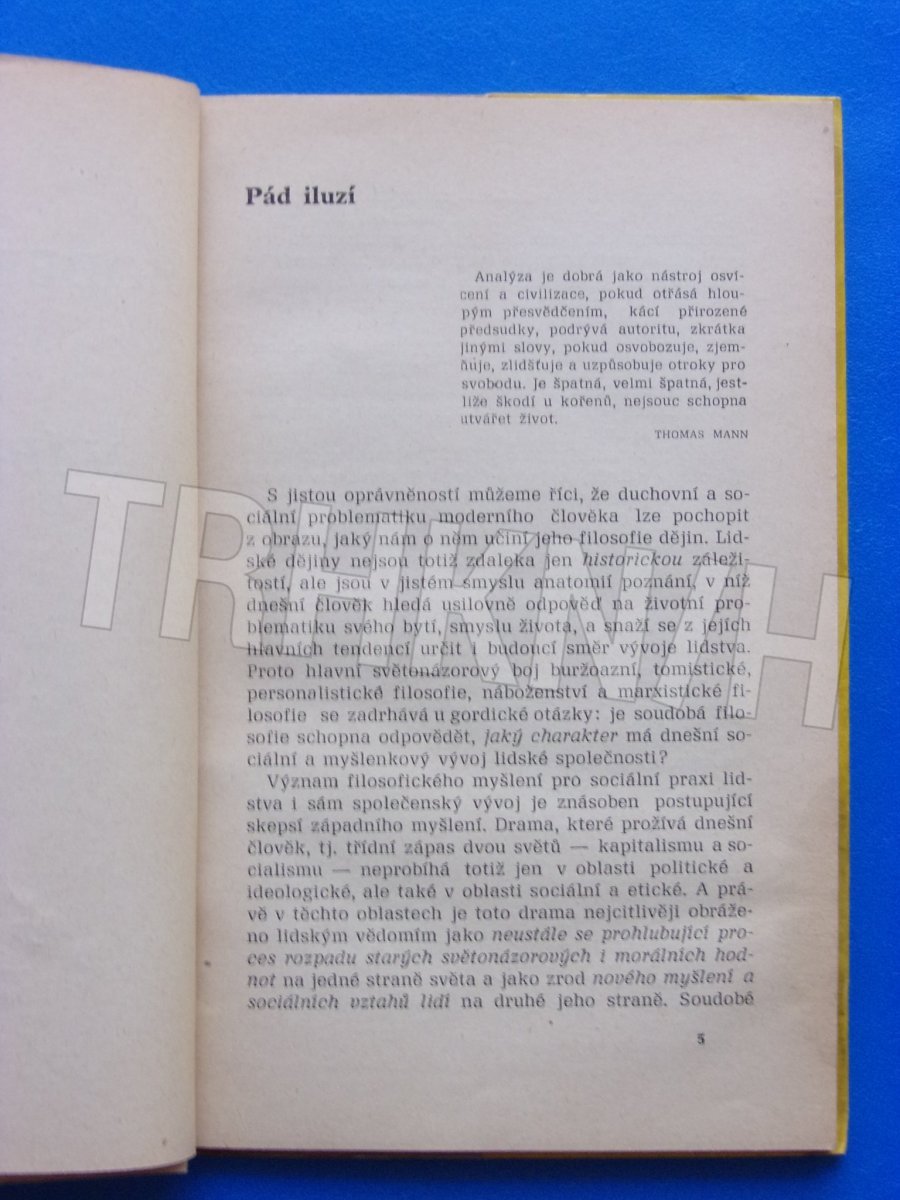 Pád iluzí
Analýza je dobrá jako nástroj osví-
cení a civilizace, pokud otřásá hlou-
pým přesvědčením, kácí přirozené
předsudky, podrývá autoritu, zkrátka
jinými slovy, pokud osvobozuje, zjem-
ňuje, zlidšťuje a uzpůsobuje otroky pro
svobodu. Je špatná, velmi špatná, jest-
liže škodí u kořenů, nejsouc schopna
utvářet život.
THOMAS MANN
S jistou oprávněností můžeme říci, že duchovní a so-
ciální problematiku moderního člověka lze pochopit
z obrazu, jaký nám o něm učiní jeho filosofie dějin. Lid-
ské dějiny nejsou totiž zdaleka jen historickou záleži-
tostí, ale jsou v jistém smyslu anatomií poznání, v níž
dnešní člověk hledá usilovně odpověď na životní pro-
blematiku svého bytí, smyslu života, a snaží se z jejích
hlavních tendencí určit i budoucí směr vývoje lidstva.
Proto hlavní světonázorový boj buržoazní, tomistické,
personalistické filosofie, náboženství a marxistické fi-
losofie se zadrhává u gordické otázky: je soudobá filo-
sofie schopna odpovědět, jaký charakter má dnešní so-
ciální a myšlenkový vývoj lidské společnosti?
Význam filosofického myšlení pro sociální praxi lid-
stva i sám společenský vývoj je znásoben postupující
skepsí západního myšlení. Drama, které prožívá dnešní
člověk, tj. třídní zápas dvou světů — kapitalismu a so-
cialismu — neprobíhá totiž jen v oblasti politické a
ideologické, ale také v oblasti sociální a etické. A prá-
vě v těchto oblastech je toto drama nejcitlivěji obráže-
no lidským vědomím jako neustále se prohlubující pro-
ces rozpadu starých světonázorových i morálních hod-
not na jedné straně světa a jako zrod nového myšlení a
sociálních vztahů lidí na druhé jeho straně. Soudobé
5
TRHKNIH